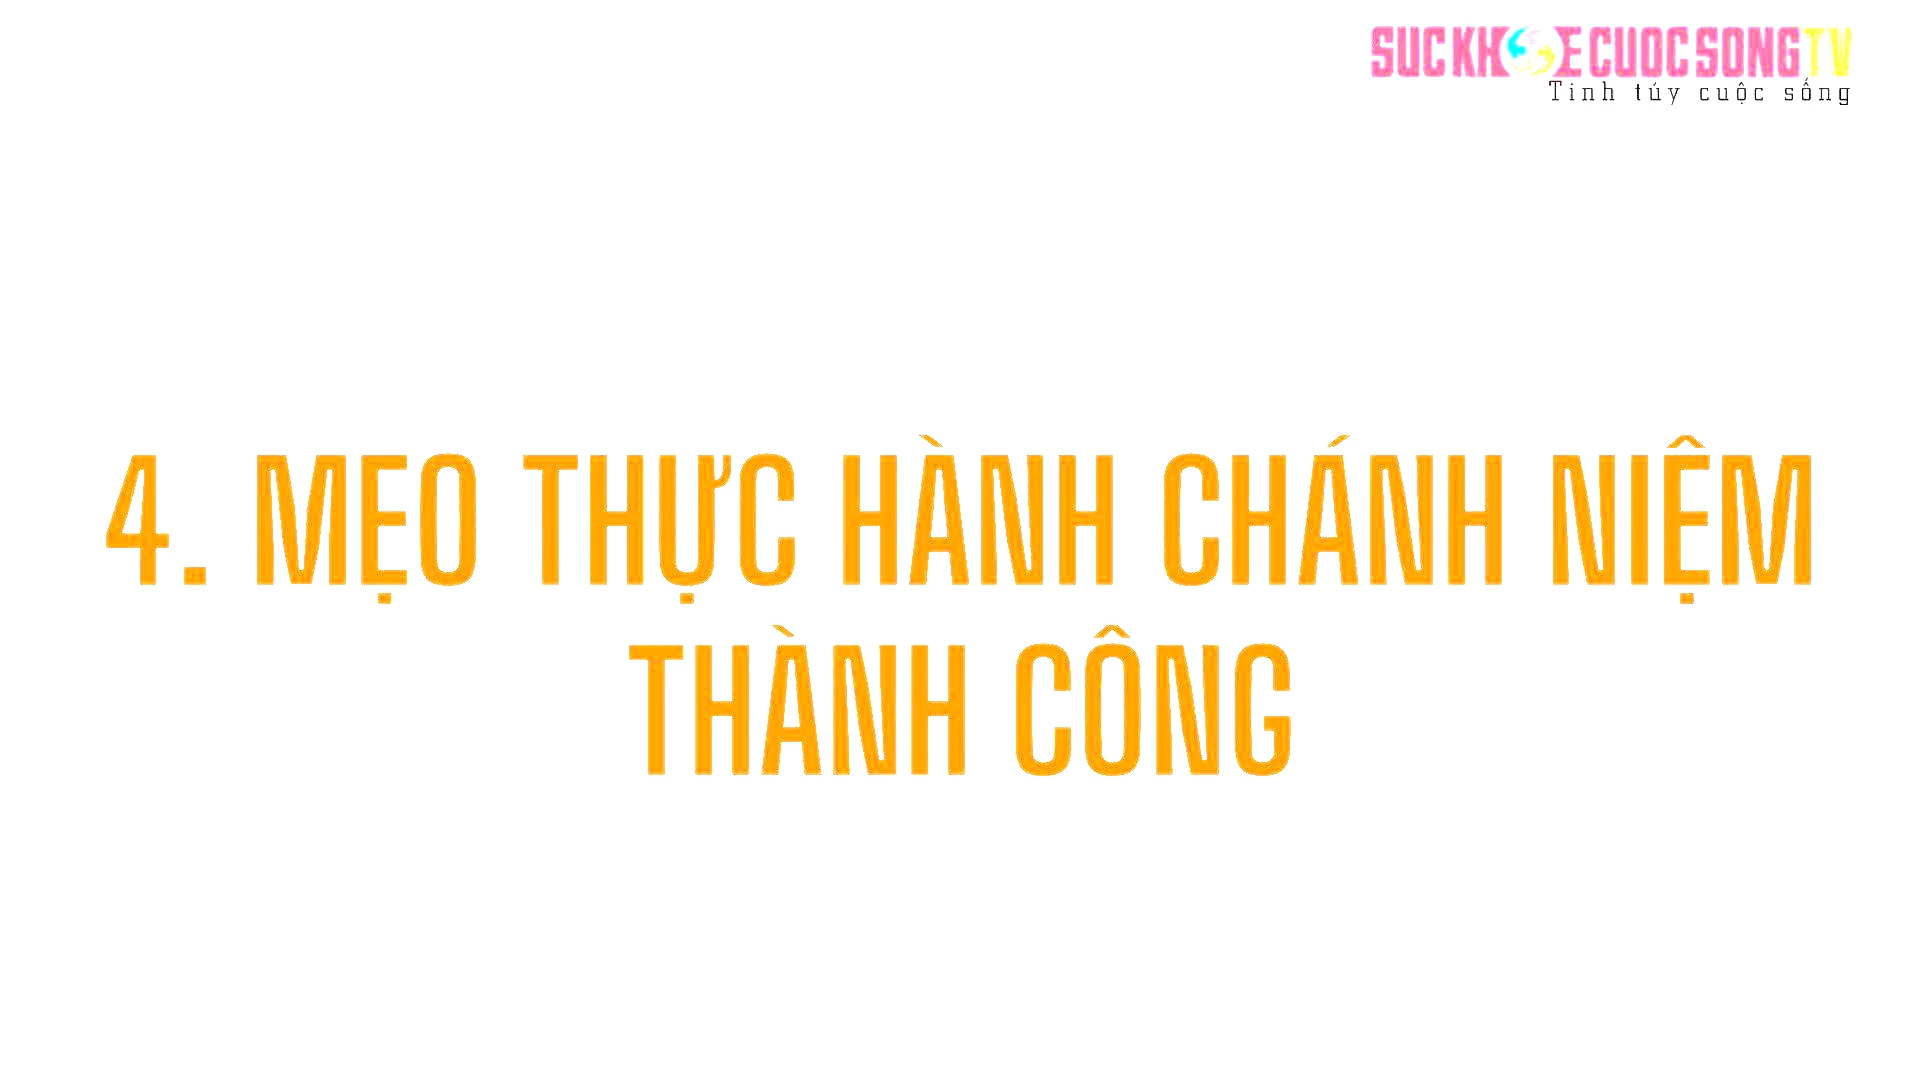 SUCKHOECUOCSONGTV
Tinh túy cuộc sống
4. MẸO THỰC HÀNH CHÁNH NIỆM
THÀNH CÔNG